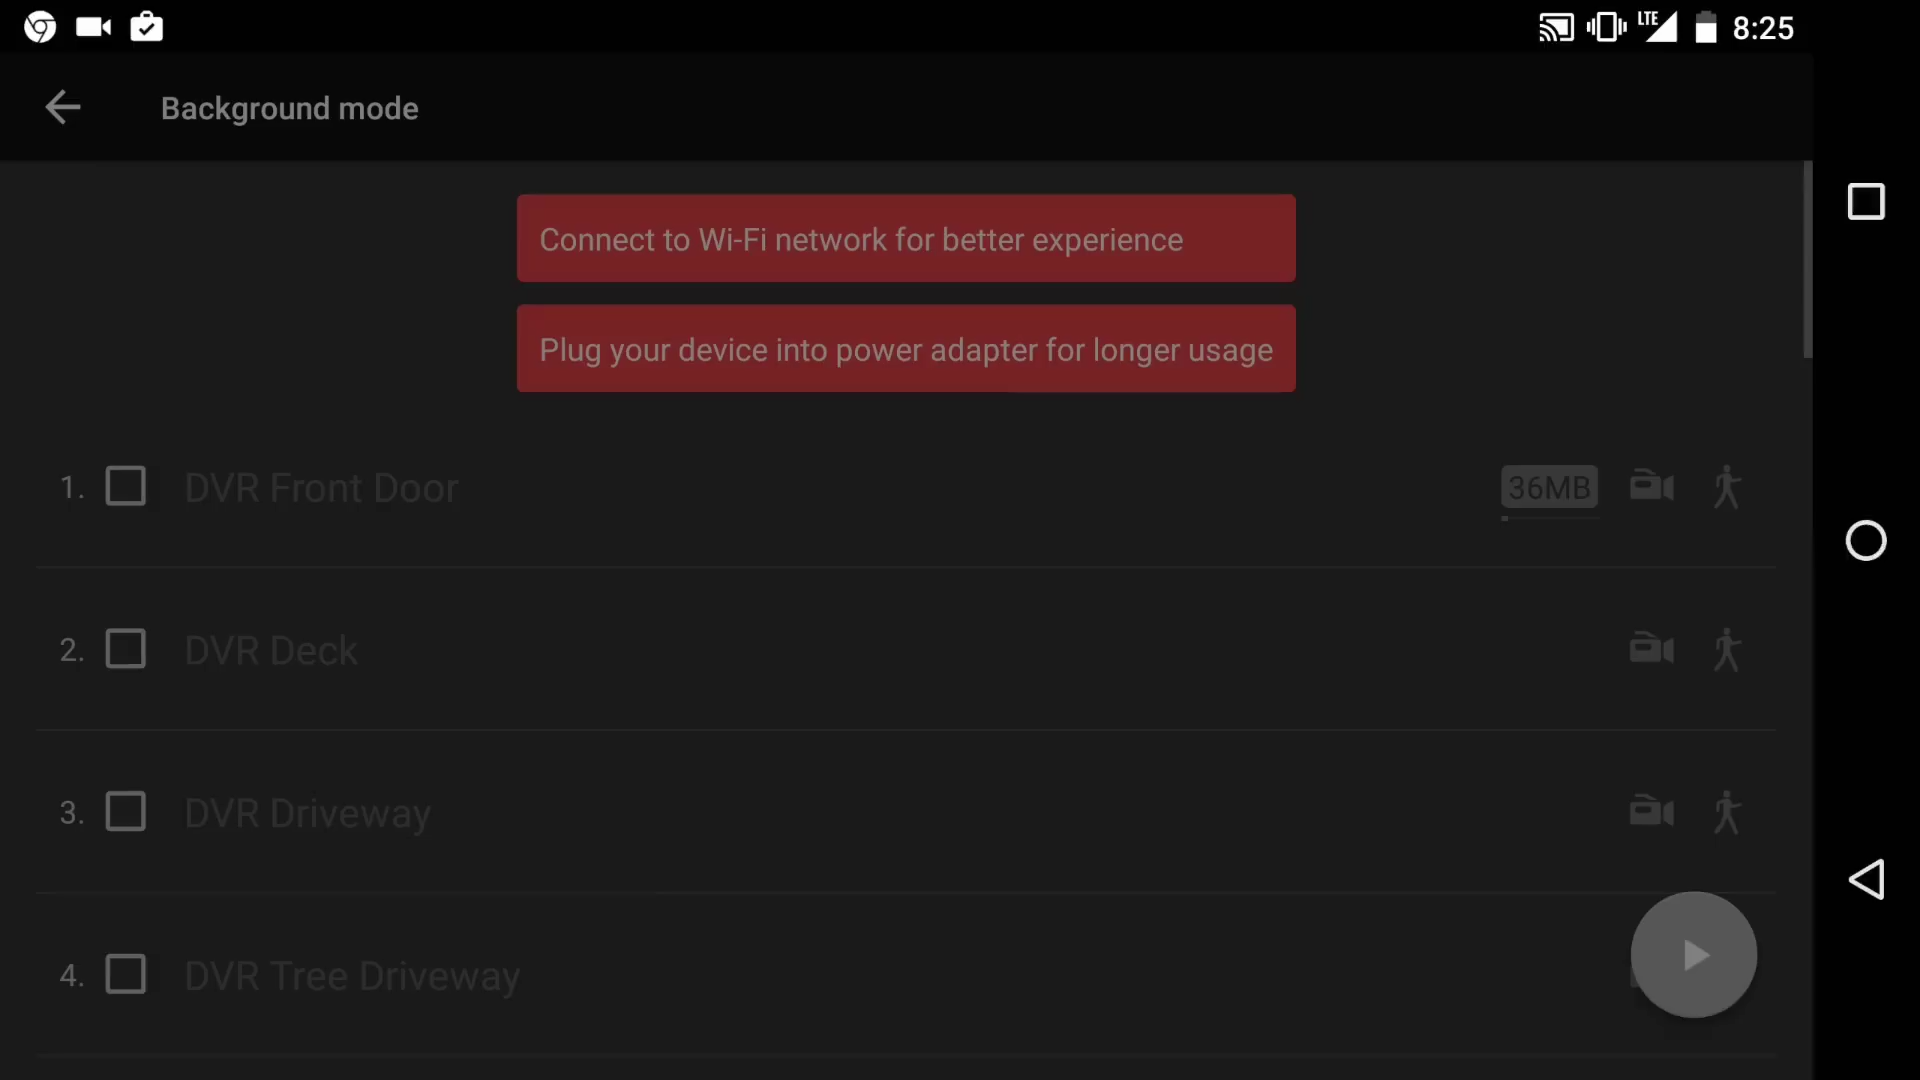 LTE 8:25
Background mode
Connect to Wi-Fi network for better experience
Plug your device into power adapter for longer usage
1. DVR Front Door 36MB
2. DVR Deck
3. DVR Driveway
4. DVR Tree Driveway